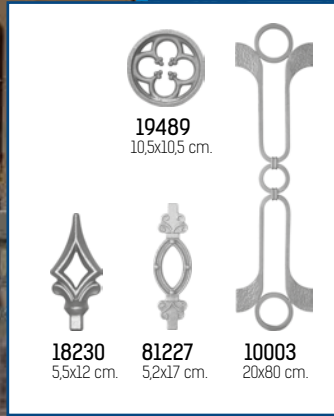 19489
10,5x10,5 cm.
18230
5,5x12 cm.
81227
5,2x17 cm.
10003
20x80 cm.